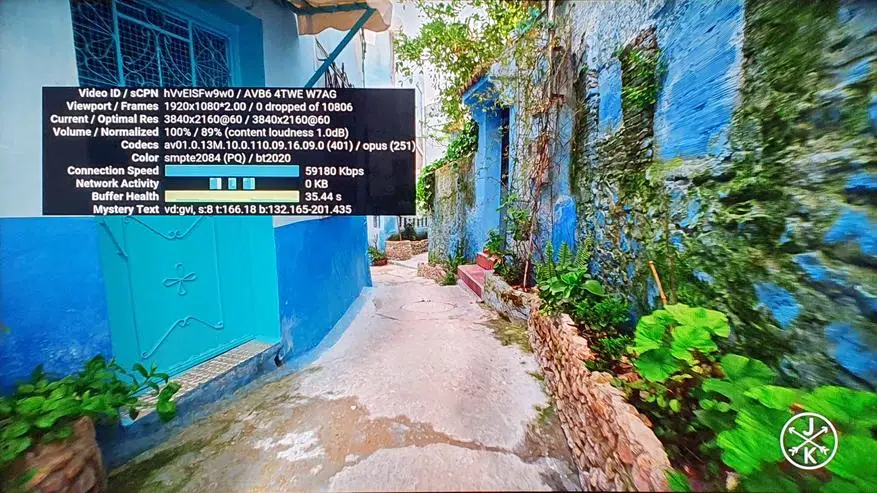 Video ID / sCPN hVvEISFw9w0 / AVB6 4TWE W7AG
Viewport / Frames 1920x1080*2.00 / 0 dropped of 10806
Current / Optimal Res 3840x2160@60 / 3840x2160@60
Volume / Normalized 100% / 89% (content loudness 1.0dB)
Codecs av01.0.13M.10.0.110.09.16.09.0 (401) / opus (251)
Color smpte2084 (PQ) / bt2020
Connection Speed 59180 Kbps
Network Activity 0 KB
Buffer Health 35.44 s
Mystery Text vd:gvi, s:8 t:166.18 b:132.165-201.435
J
K